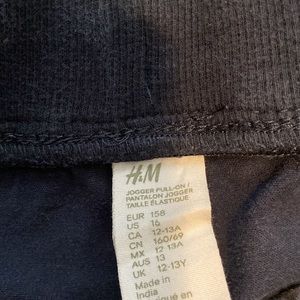 H&M
JOGGER PULL-ON /
PANTALON JOGGER
TAILLE ÉLASTIQUE
EUR 158
US 16
CA 12-13A
CN 160/69
MX 12-13A
AUS 13
UK 12-13Y
Made in
India
en